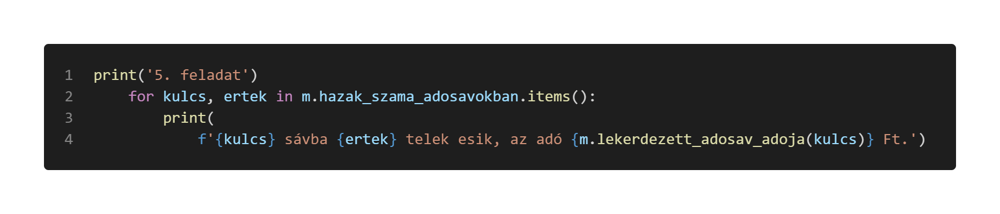 1 print('5. feladat')
2     for kulcs, ertek in m.hazak_szama_adosavokban.items():
3         print(
4             f'{kulcs} sávba {ertek} telek esik, az adó {m.lekerdezett_adosav_adoja(kulcs)} Ft.')